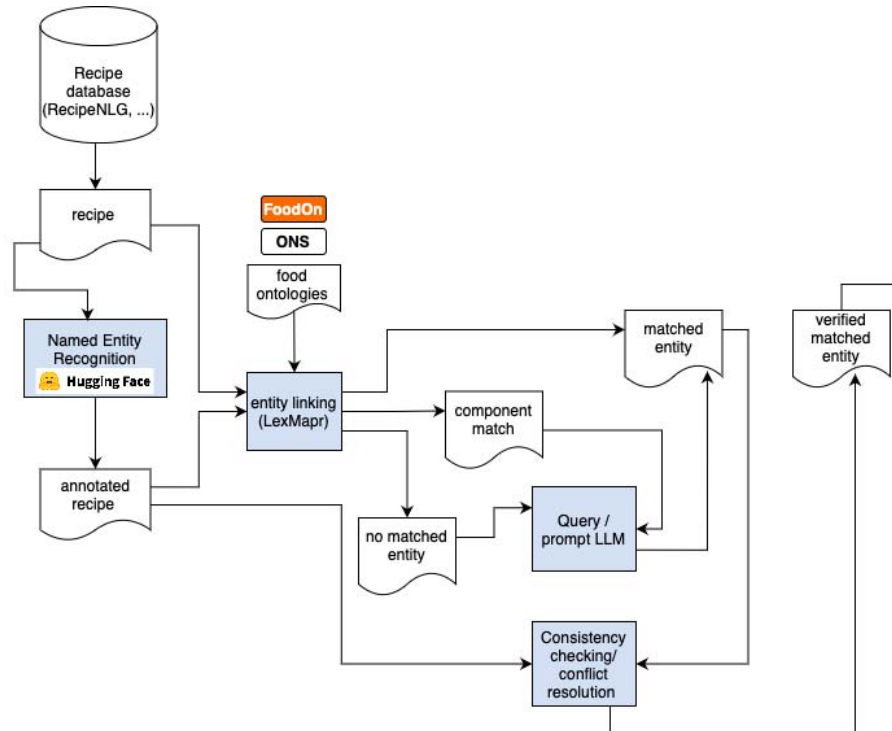 Recipe
database
(RecipeNLG, ...)
recipe
FoodOn
ONS
food
ontologies
Named Entity
Recognition
Hugging Face
entity linking
(LexMapr)
matched
entity
verified
matched
entity
component
match
annotated
recipe
no matched
entity
Query /
prompt LLM
Consistency
checking/
conflict
resolution